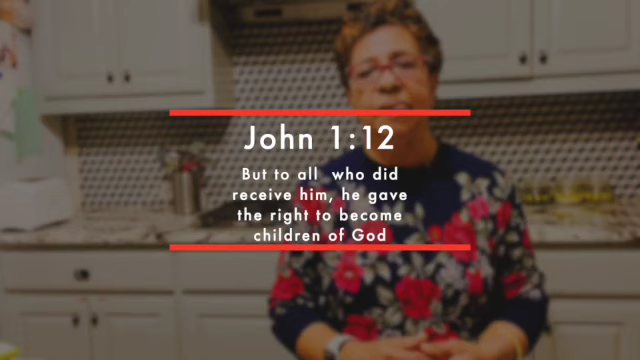 John 1:12
But to all who did
receive him, he gave
the right to become
children of God